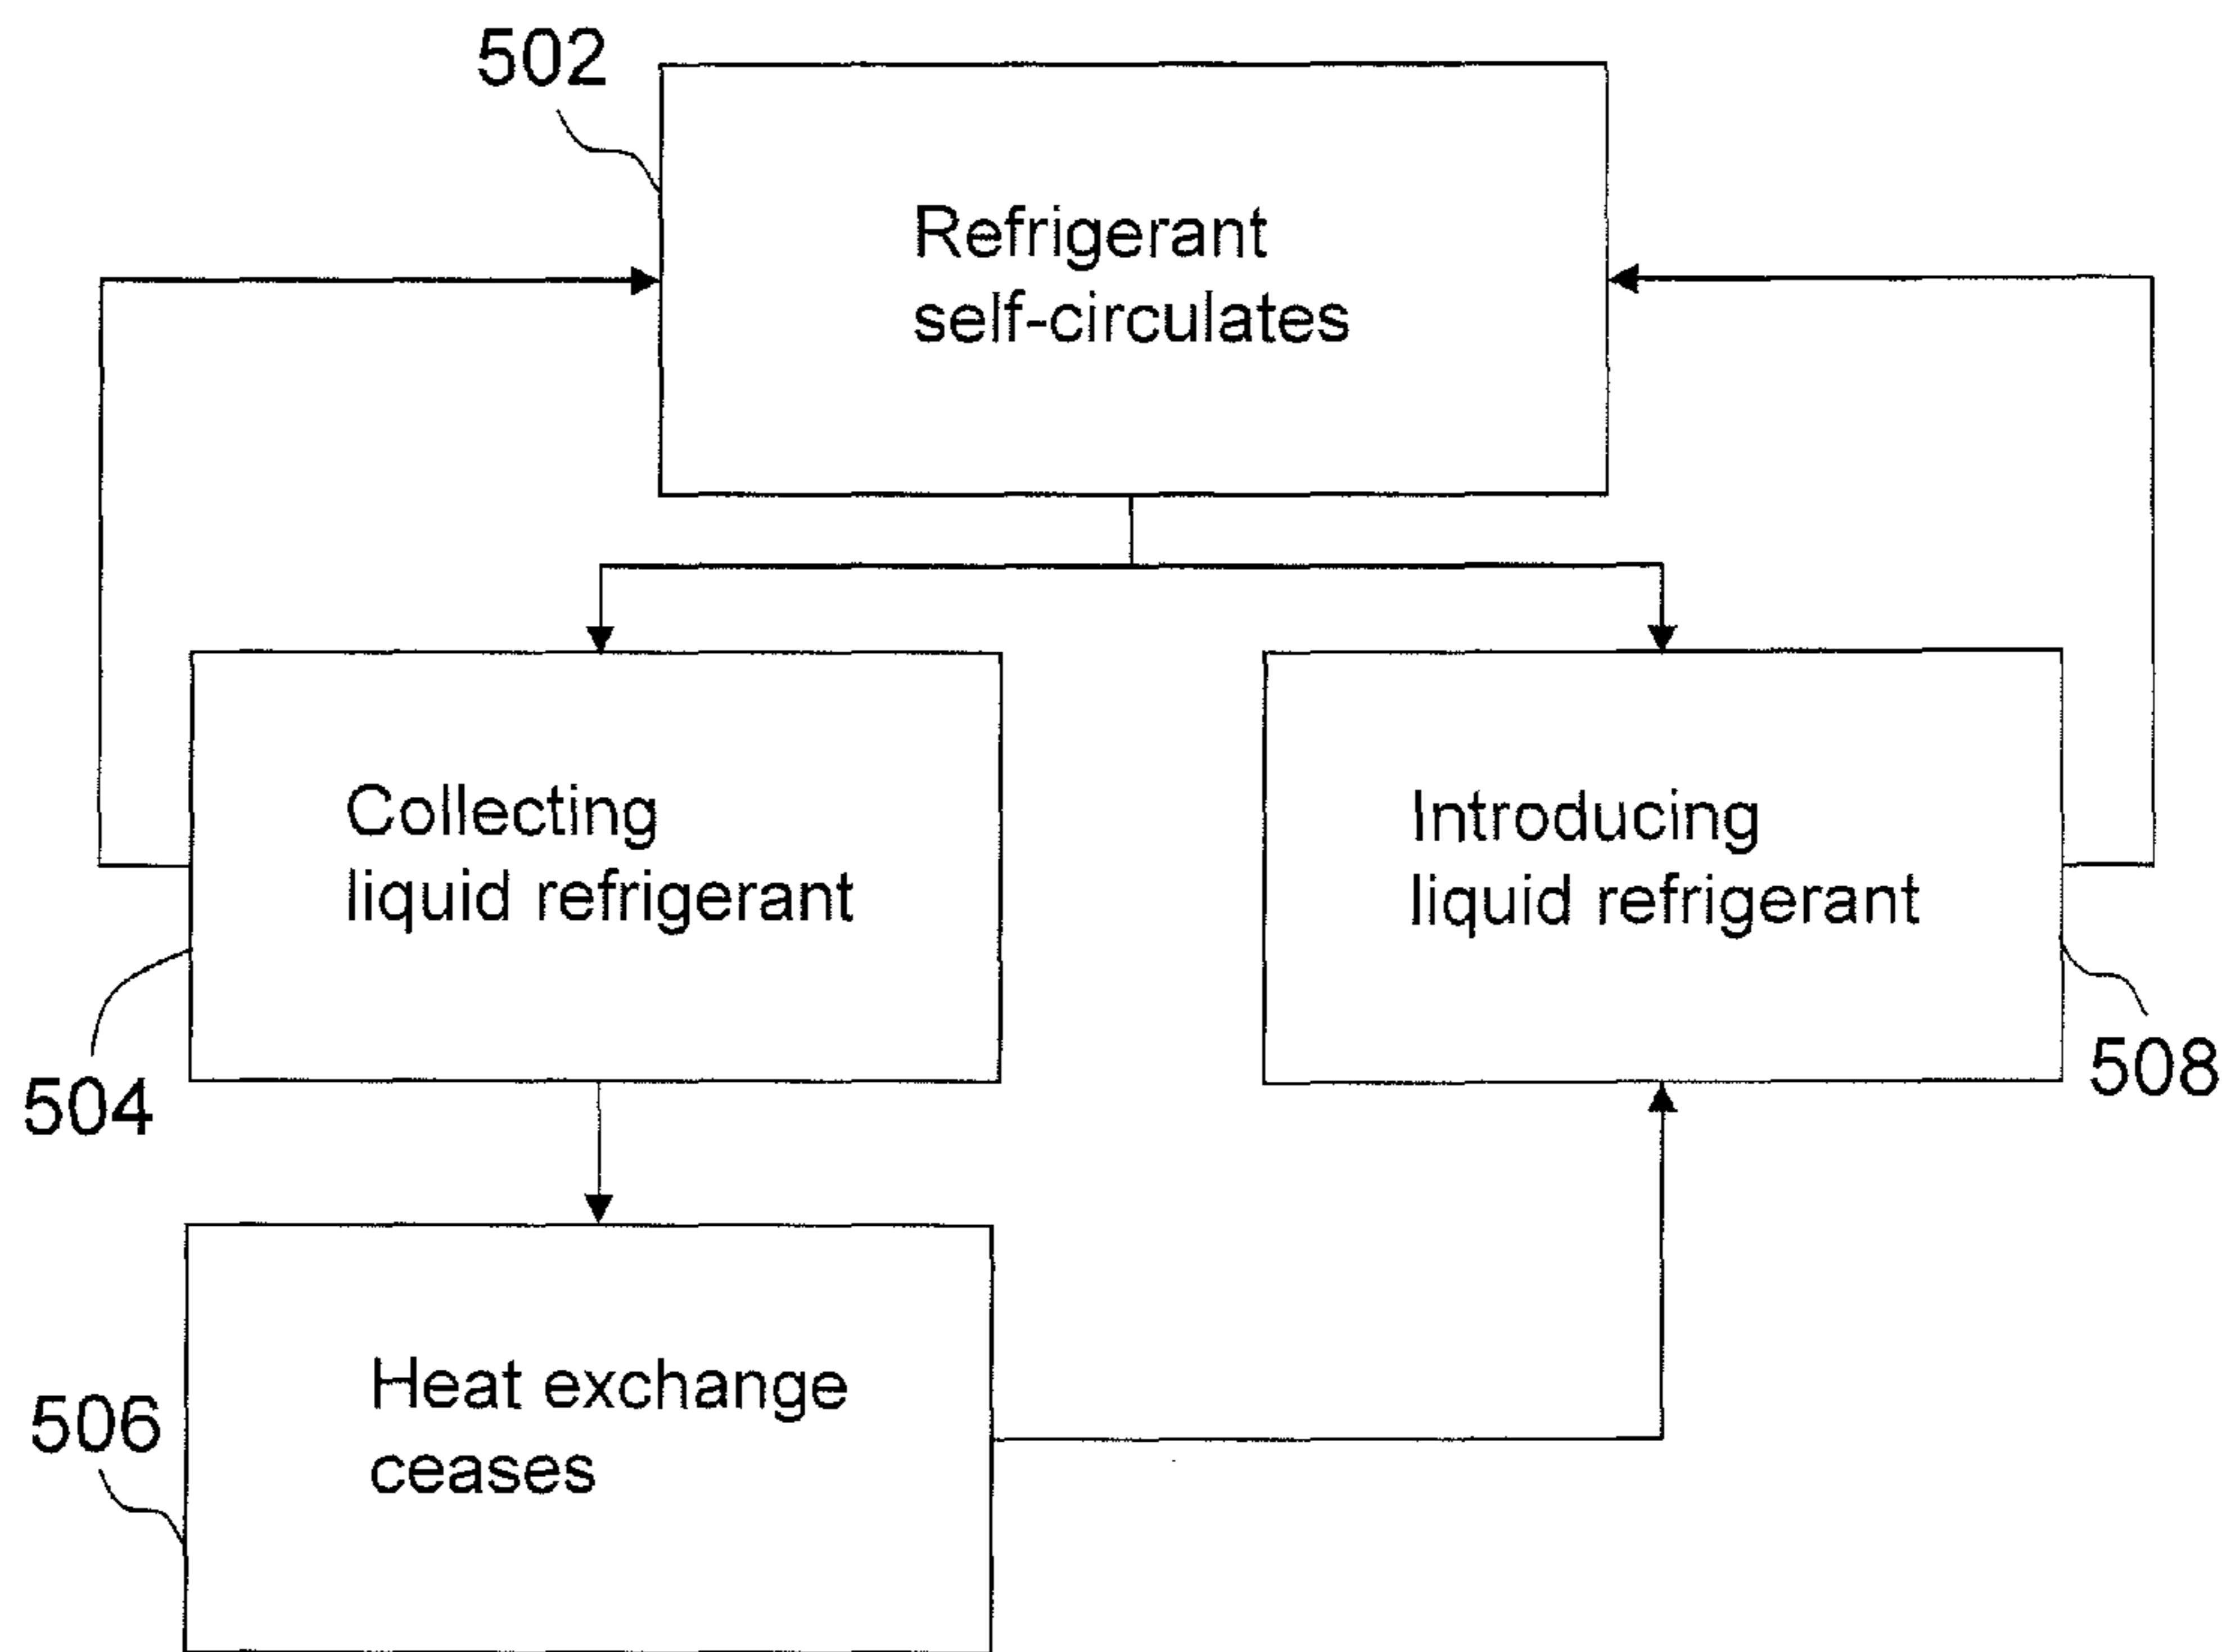 502
Refrigerant
self-circulates
Collecting
liquid refrigerant
Introducing
liquid refrigerant
504
508
Heat exchange
ceases
506